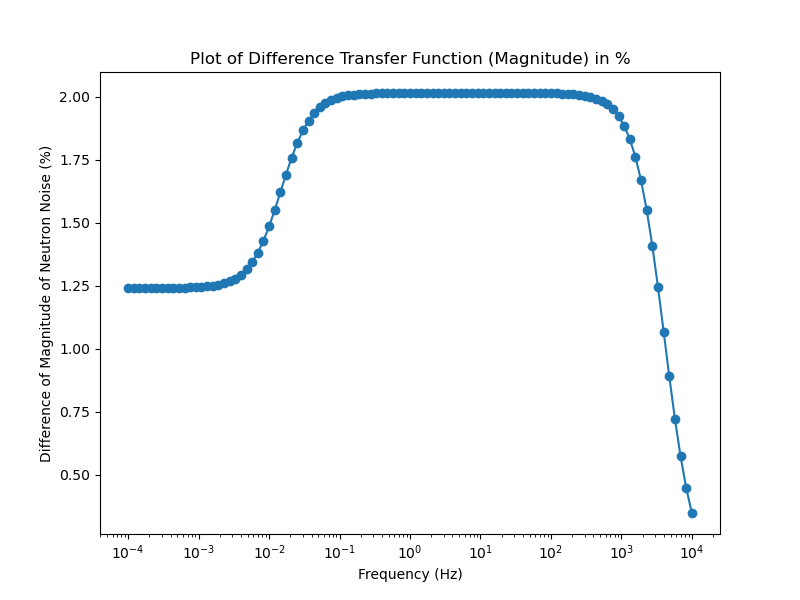 Plot of Difference Transfer Function (Magnitude) in %
Difference of Magnitude of Neutron Noise (%)
2.00
1.75
1.50
1.25
1.00
0.75
0.50
10⁻⁴ 10⁻³ 10⁻² 10⁻¹ 10⁰ 10¹ 10² 10³ 10⁴
Frequency (Hz)